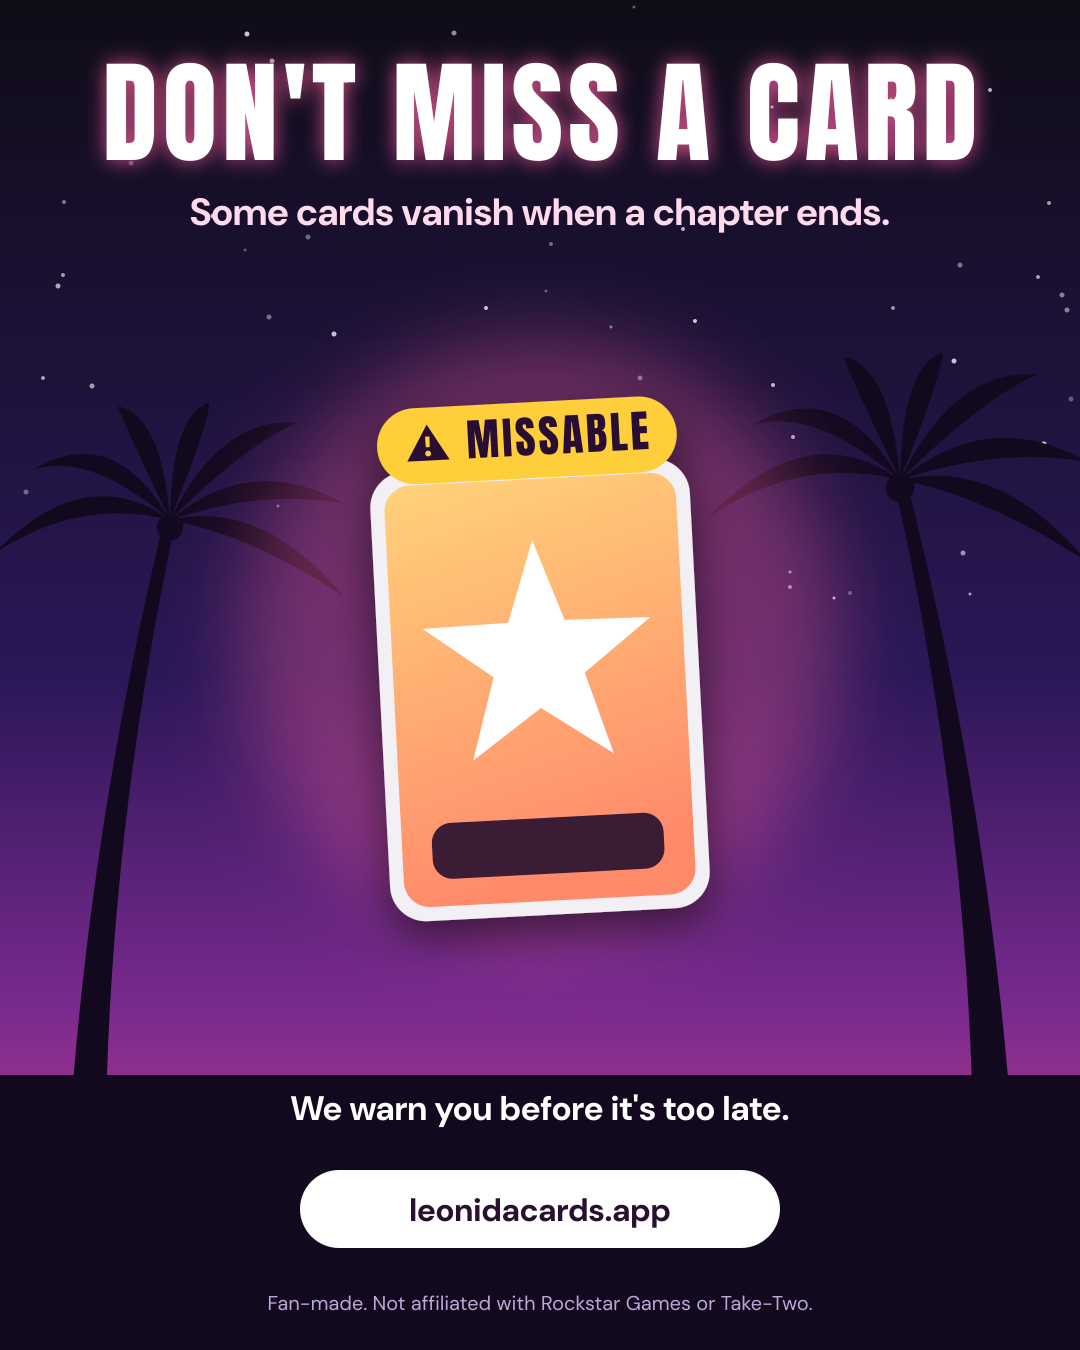 DON'T MISS A CARD
Some cards vanish when a chapter ends.
MISSABLE
We warn you before it's too late.
leonidacards.app
Fan-made. Not affiliated with Rockstar Games or Take-Two.